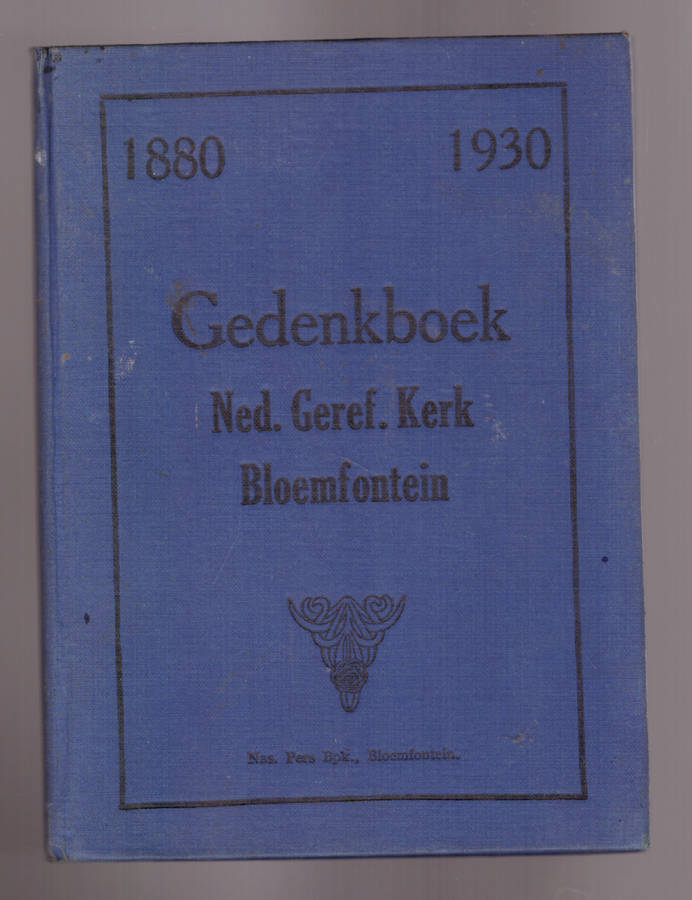 1880 1930
Gedenkboek
Ned. Geref. Kerk
Bloemfontein
Nas. Pers Bpk., Bloemfontein.